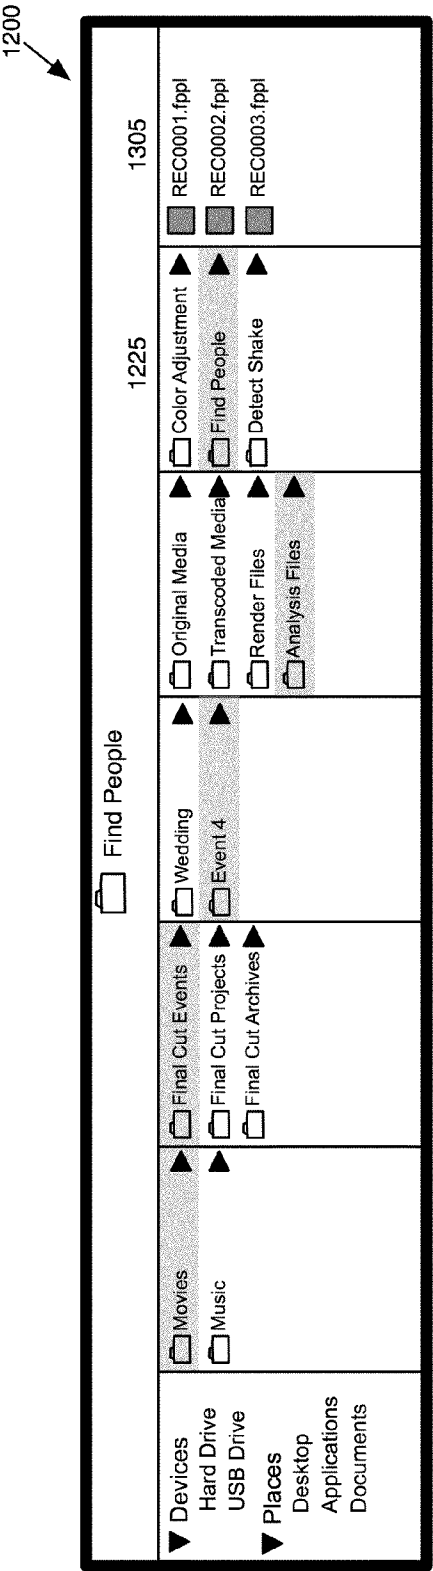 1200
Find People
1225
1305
Devices
Hard Drive
USB Drive
Places
Desktop
Applications
Documents
Movies
Music
Final Cut Events
Final Cut Projects
Final Cut Archives
Wedding
Event 4
Original Media
Transcoded Media
Render Files
Analysis Files
Color Adjustment
Find People
Detect Shake
REC0001.fppl
REC0002.fppl
REC0003.fppl